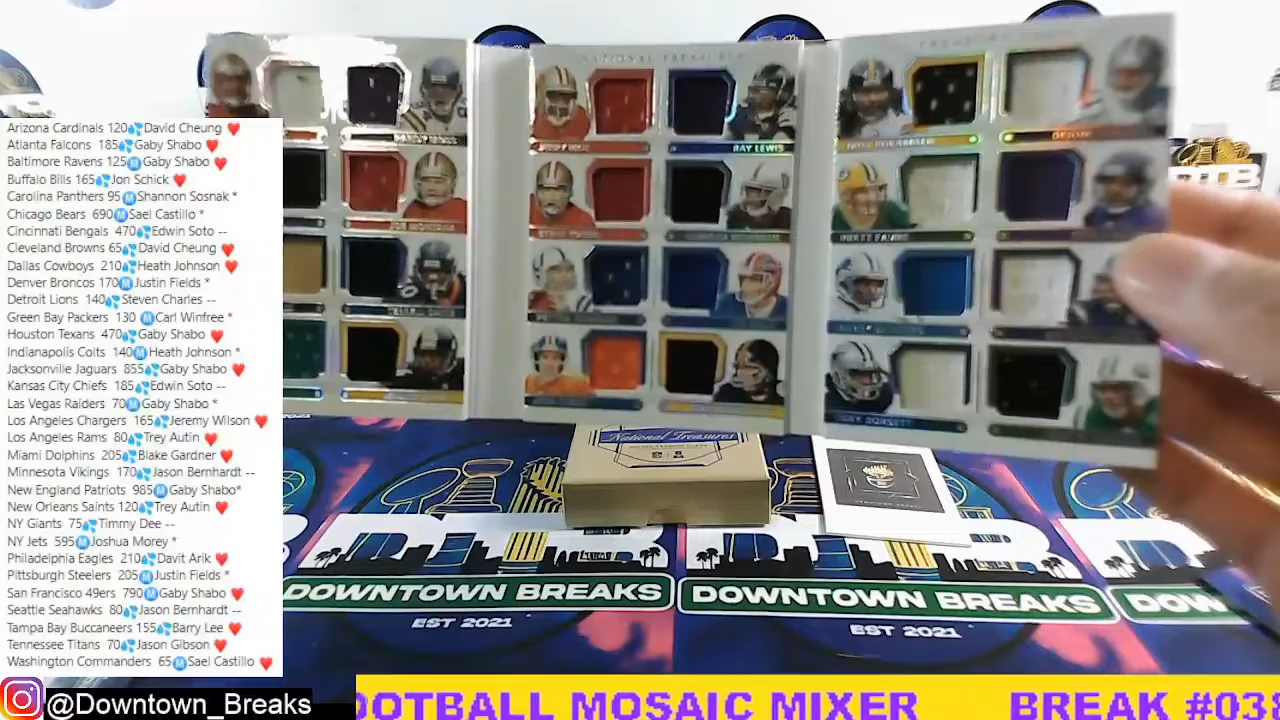 NATIONAL TREASURES
RAY LEWIS
BRETT FAVRE
Arizona Cardinals 120 David Cheung
Atlanta Falcons 185 Gaby Shabo
Baltimore Ravens 125 M Gaby Shabo
Buffalo Bills 165 Jon Schick
Carolina Panthers 95 M Shannon Sosnak *
Chicago Bears 690 M Sael Castillo *
Cincinnati Bengals 470 Edwin Soto --
Cleveland Browns 65 David Cheung
Dallas Cowboys 210 Heath Johnson
Denver Broncos 170 M Justin Fields *
Detroit Lions 140 Steven Charles --
Green Bay Packers 130 M Carl Winfree *
Houston Texans 470 Gaby Shabo
Indianapolis Colts 140 M Heath Johnson *
Jacksonville Jaguars 855 Gaby Shabo
Kansas City Chiefs 185 Edwin Soto --
Las Vegas Raiders 70 M Gaby Shabo *
Los Angeles Chargers 165 Jeremy Wilson
Los Angeles Rams 80 Trey Autin
Miami Dolphins 205 Blake Gardner
Minnesota Vikings 170 Jason Bernhardt --
New England Patriots 985 M Gaby Shabo*
New Orleans Saints 120 Trey Autin
NY Giants 75 Timmy Dee --
NY Jets 595 M Joshua Morey *
Philadelphia Eagles 210 Davit Arik
Pittsburgh Steelers 205 M Justin Fields *
San Francisco 49ers 790 M Gaby Shabo
Seattle Seahawks 80 Jason Bernhardt --
Tampa Bay Buccaneers 155 Barry Lee
Tennessee Titans 70 Jason Gibson
Washington Commanders 65 M Sael Castillo
National Treasures
DTB
DOWNTOWN BREAKS
EST 2021
DOWNTOWN BREAKS
EST 2021
DOW
@Downtown_Breaks
OOTBALL MOSAIC MIXER BREAK #038